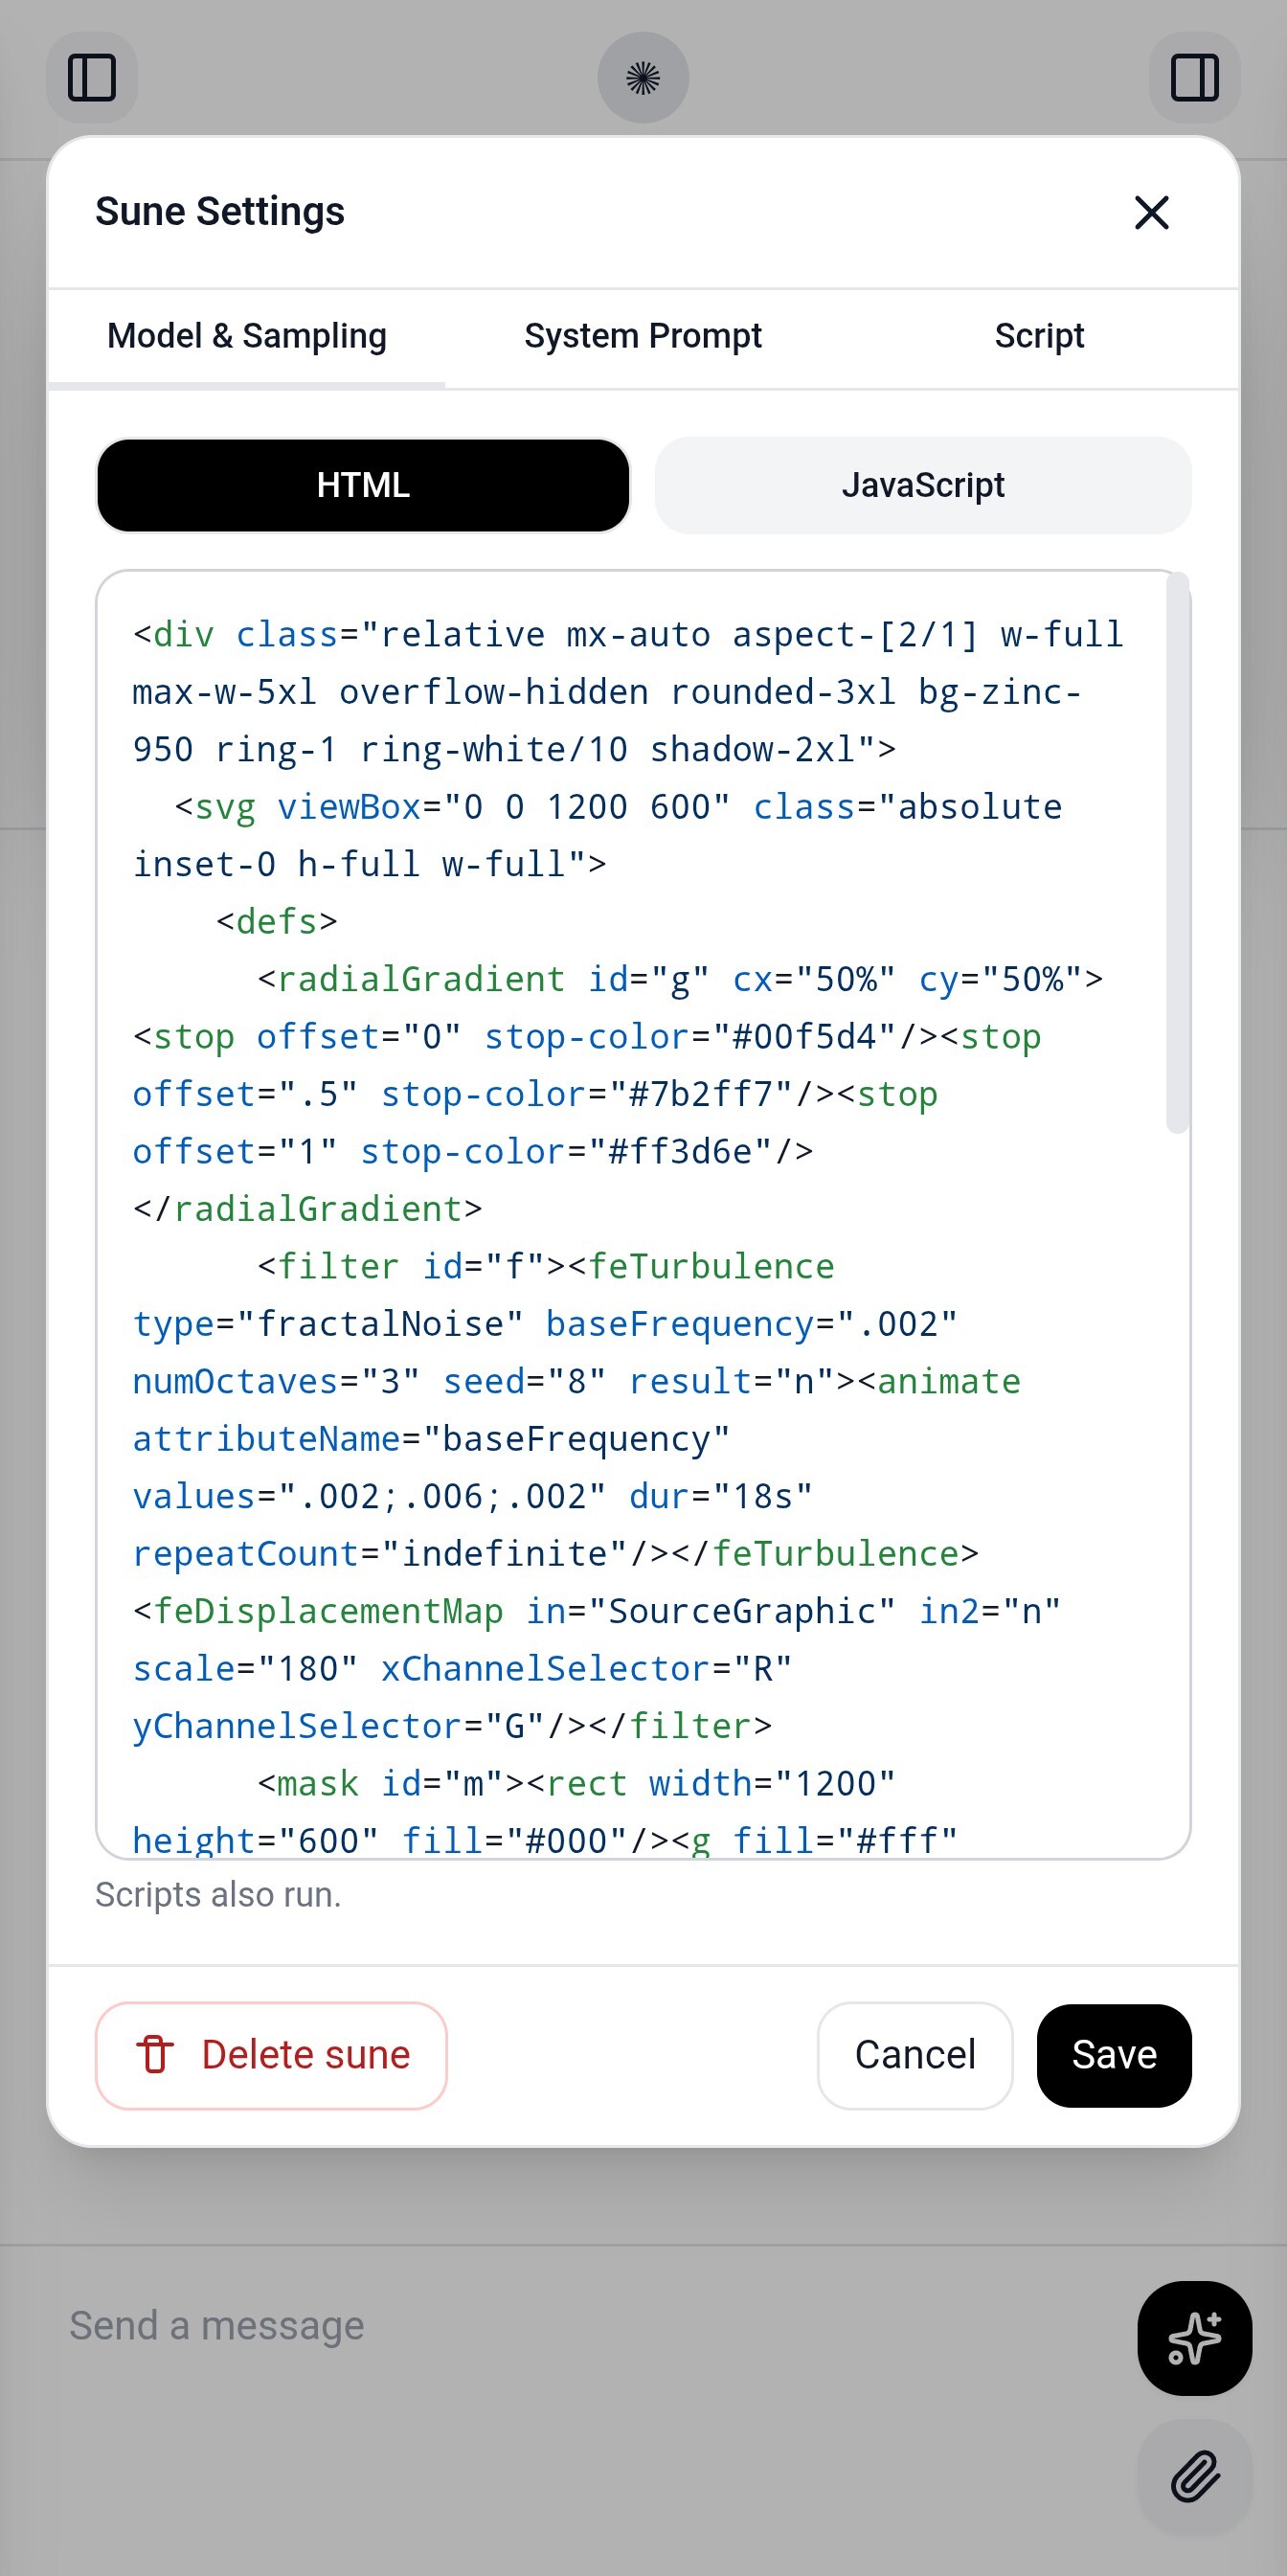 Sune Settings
Model & Sampling
System Prompt
Script
HTML
JavaScript
<div class="relative mx-auto aspect-[2/1] w-full
max-w-5xl overflow-hidden rounded-3xl bg-zinc-
950 ring-1 ring-white/10 shadow-2xl">
  <svg viewBox="0 0 1200 600" class="absolute
inset-0 h-full w-full">
    <defs>
      <radialGradient id="g" cx="50%" cy="50%">
<stop offset="0" stop-color="#00f5d4"/><stop
offset=".5" stop-color="#7b2ff7"/><stop
offset="1" stop-color="#ff3d6e"/>
</radialGradient>
      <filter id="f"><feTurbulence
type="fractalNoise" baseFrequency=".002"
numOctaves="3" seed="8" result="n"><animate
attributeName="baseFrequency"
values=".002;.006;.002" dur="18s"
repeatCount="indefinite"/></feTurbulence>
<feDisplacementMap in="SourceGraphic" in2="n"
scale="180" xChannelSelector="R"
yChannelSelector="G"/></filter>
      <mask id="m"><rect width="1200"
height="600" fill="#000"/><g fill="#fff"
Scripts also run.
Delete sune
Cancel
Save
Send a message